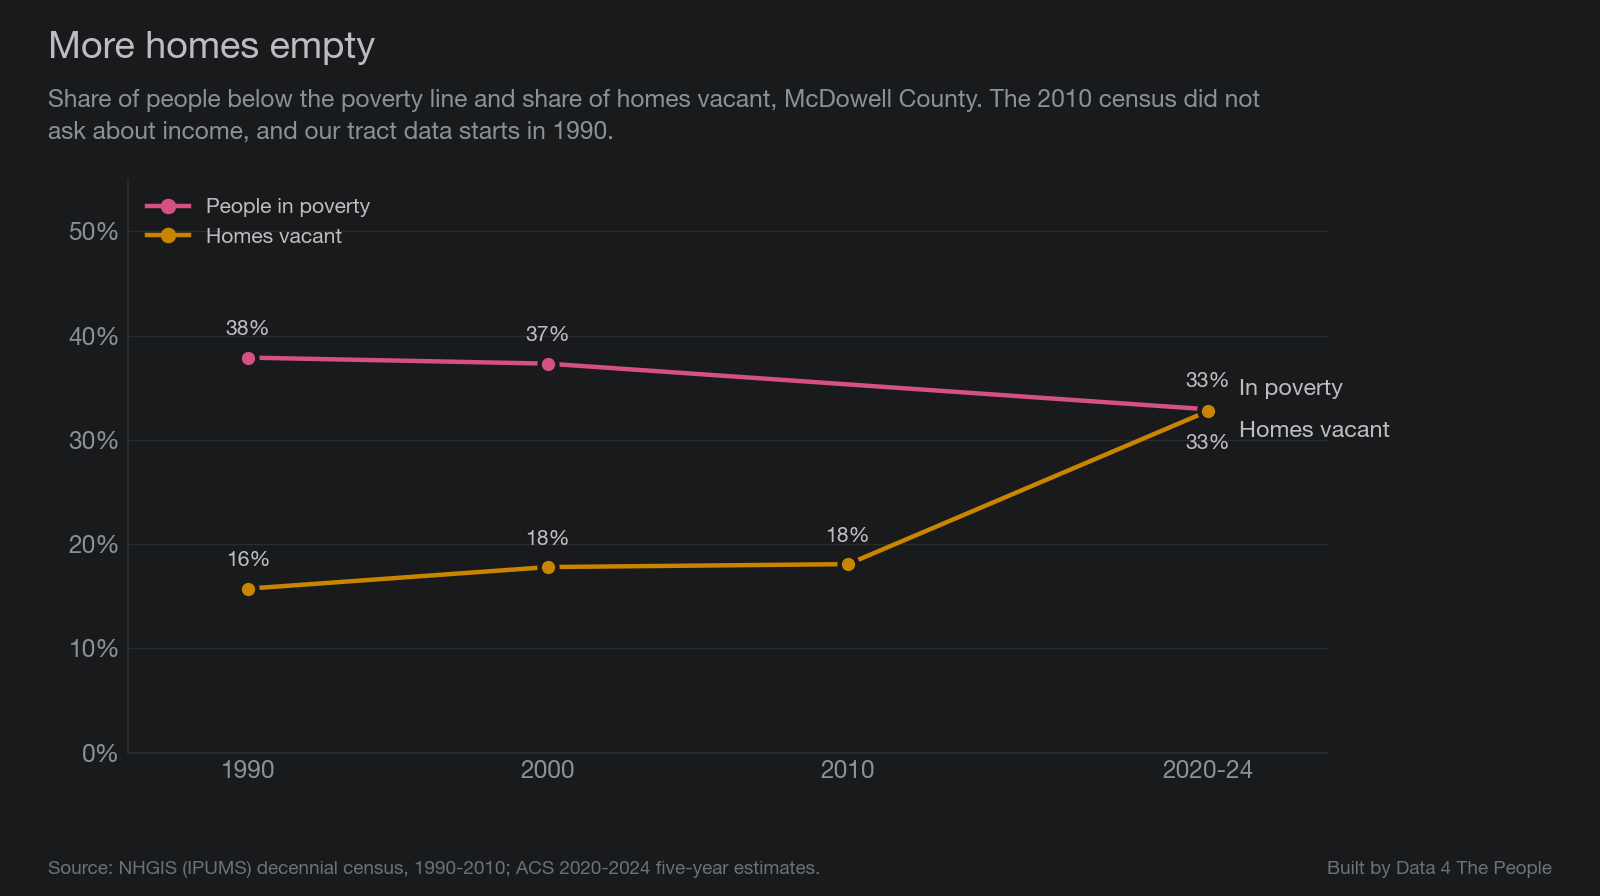 More homes empty
Share of people below the poverty line and share of homes vacant, McDowell County. The 2010 census did not
ask about income, and our tract data starts in 1990.
People in poverty
Homes vacant
50%
40%
30%
20%
10%
0%
38%
37%
33%
In poverty
33%
Homes vacant
16%
18%
18%
1990
2000
2010
2020-24
Source: NHGIS (IPUMS) decennial census, 1990-2010; ACS 2020-2024 five-year estimates.
Built by Data 4 The People